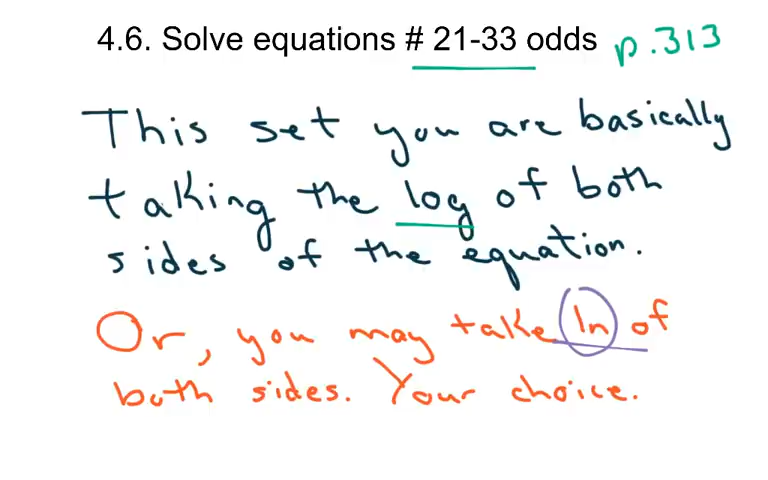 4.6. Solve equations # 21-33 odds p.313
This set you are basically
taking the log of both
sides of the equation.
Or, you may take ln of
both sides. Your choice.